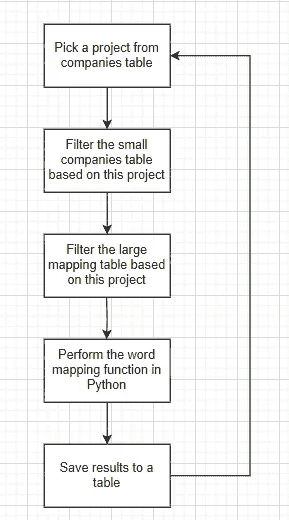 Pick a project from
companies table
Filter the small
companies table
based on this project
Filter the large
mapping table based
on this project
Perform the word
mapping function in
Python
Save results to a
table